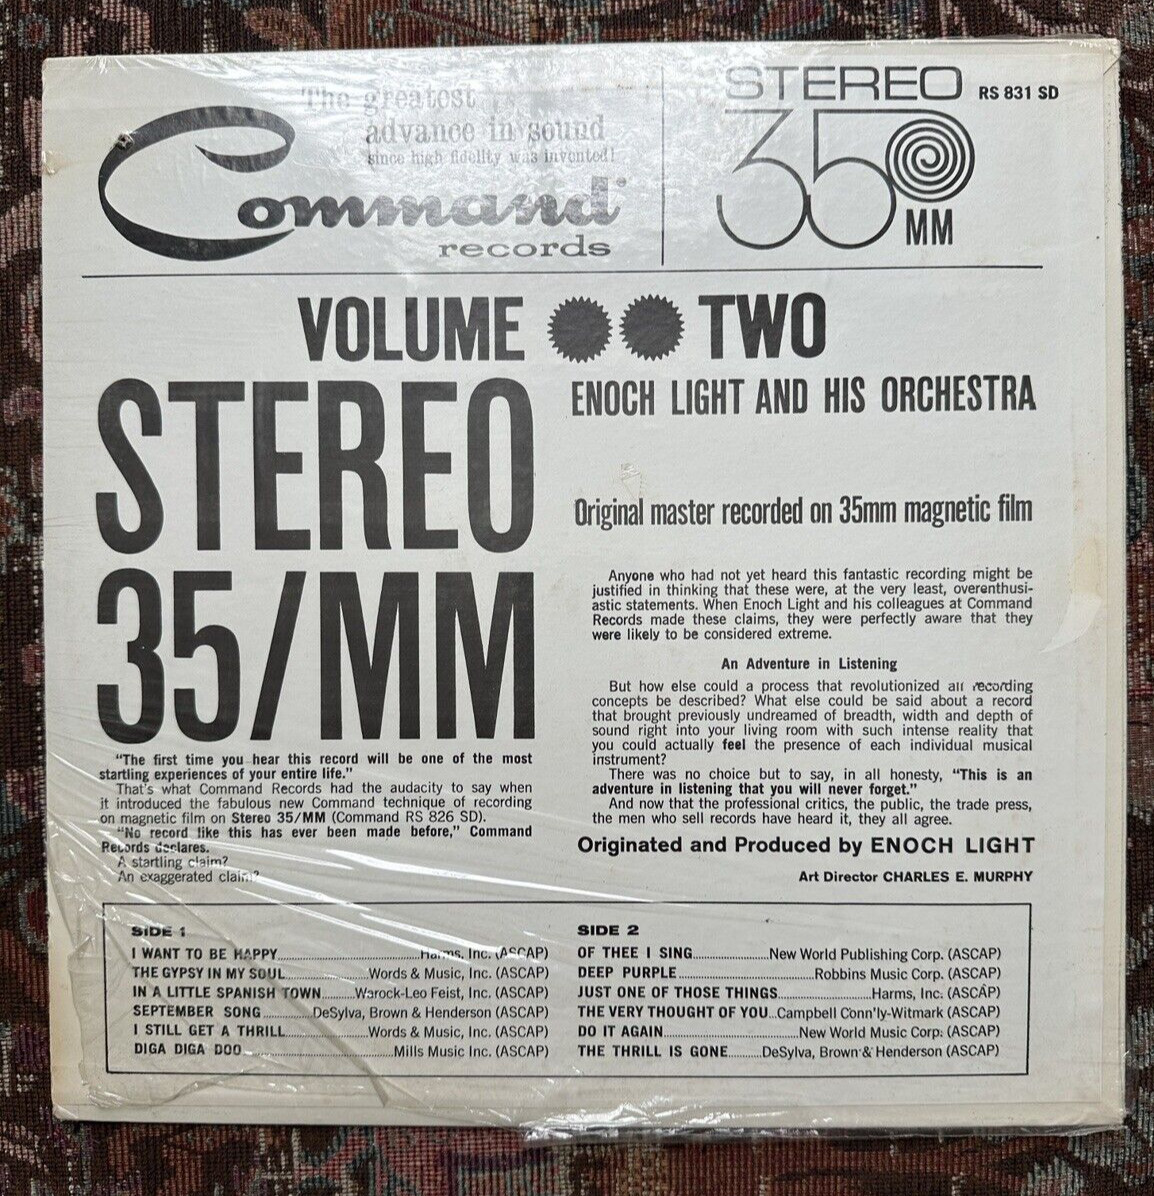 The greatest
advance in sound
since high fidelity was invented!
Command
records
STEREO
RS 831 SD
35
MM
VOLUME TWO
STEREO
35/MM
ENOCH LIGHT AND HIS ORCHESTRA
Original master recorded on 35mm magnetic film
"The first time you hear this record will be one of the most
startling experiences of your entire life."
That's what Command Records had the audacity to say when
it introduced the fabulous new Command technique of recording
on magnetic film on Stereo 35/MM (Command RS 826 SD).
"No record like this has ever been made before," Command
Records declares.
A startling claim?
An exaggerated claim?
Anyone who had not yet heard this fantastic recording might be
justified in thinking that these were, at the very least, overenthusi-
astic statements. When Enoch Light and his colleagues at Command
Records made these claims, they were perfectly aware that they
were likely to be considered extreme.
An Adventure in Listening
But how else could a process that revolutionized all recording
concepts be described? What else could be said about a record
that brought previously undreamed of breadth, width and depth of
sound right into your living room with such intense reality that
you could actually feel the presence of each individual musical
instrument?
There was no choice but to say, in all honesty, "This is an
adventure in listening that you will never forget."
And now that the professional critics, the public, the trade press,
the men who sell records have heard it, they all agree.
Originated and Produced by ENOCH LIGHT
Art Director CHARLES E. MURPHY
SIDE 1
I WANT TO BE HAPPY Harms, Inc. (ASCAP)
THE GYPSY IN MY SOUL Words & Music, Inc. (ASCAP)
IN A LITTLE SPANISH TOWN Warock-Leo Feist, Inc. (ASCAP)
SEPTEMBER SONG DeSylva, Brown & Henderson (ASCAP)
I STILL GET A THRILL Words & Music, Inc. (ASCAP)
DIGA DIGA DOO Mills Music Inc. (ASCAP)
SIDE 2
OF THEE I SING New World Publishing Corp. (ASCAP)
DEEP PURPLE Robbins Music Corp. (ASCAP)
JUST ONE OF THOSE THINGS Harms, Inc. (ASCAP)
THE VERY THOUGHT OF YOU Campbell Conn'ly-Witmark (ASCAP)
DO IT AGAIN New World Music Corp. (ASCAP)
THE THRILL IS GONE DeSylva, Brown & Henderson (ASCAP)